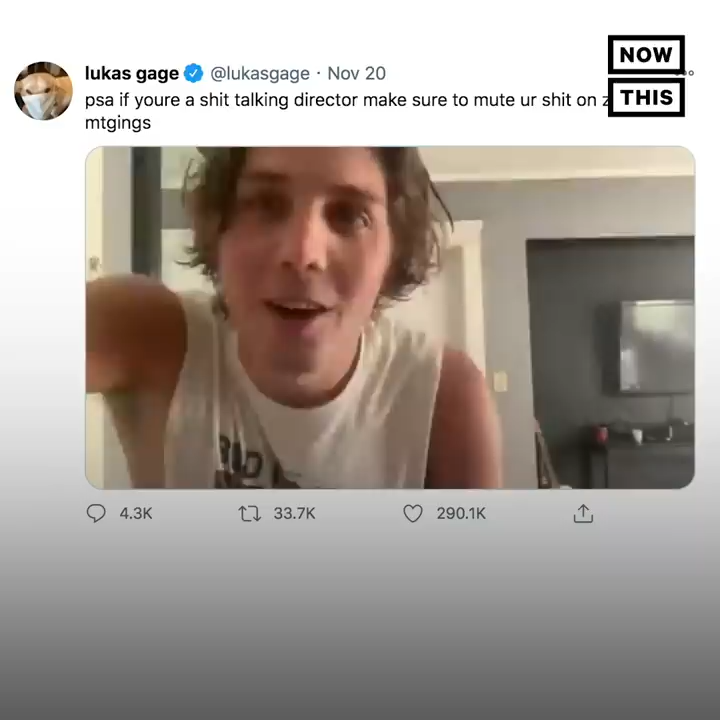 lukas gage @lukasgage · Nov 20
psa if youre a shit talking director make sure to mute ur shit on z
mtgings
NOW
THIS
4.3K 33.7K 290.1K